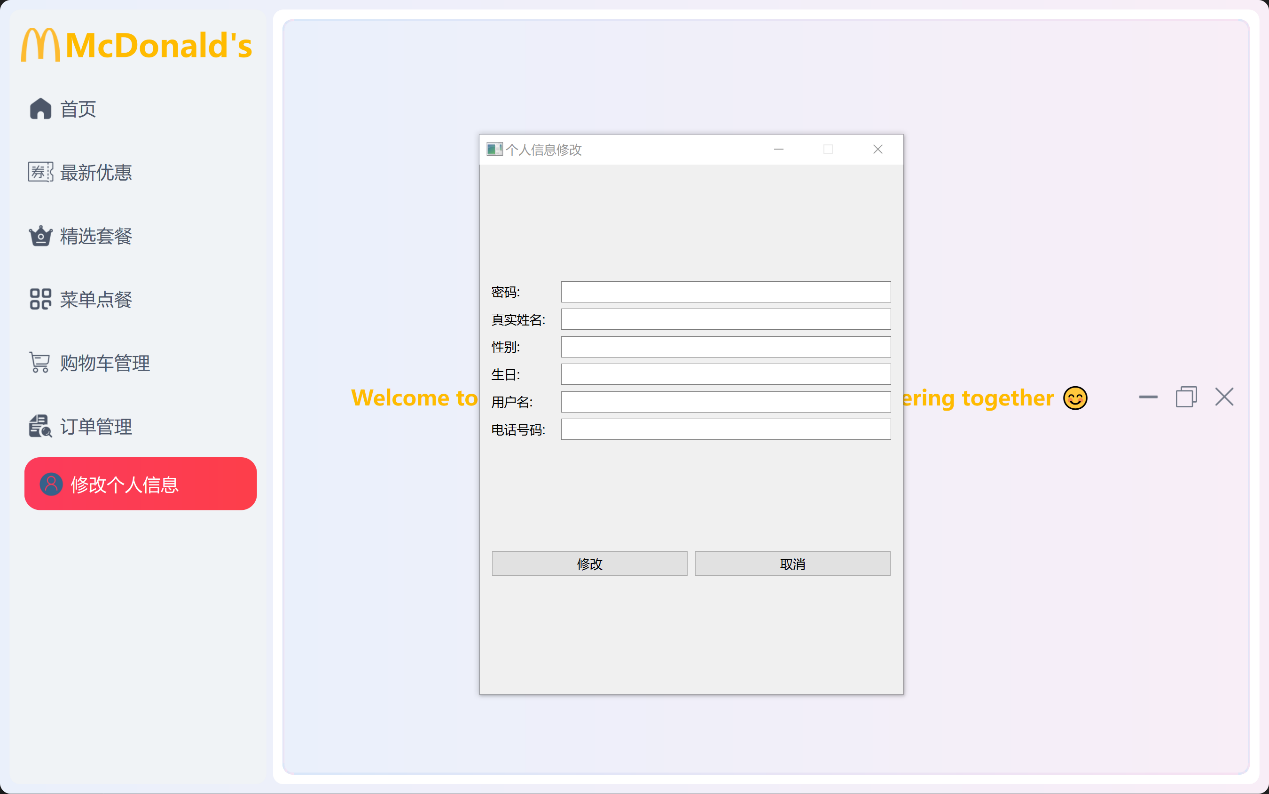 McDonald's
首页
券
最新优惠
精选套餐
菜单点餐
购物车管理
订单管理
修改个人信息
个人信息修改
密码:
真实姓名:
性别:
生日:
用户名:
电话号码:
修改
取消
Welcome to
ering together 😊